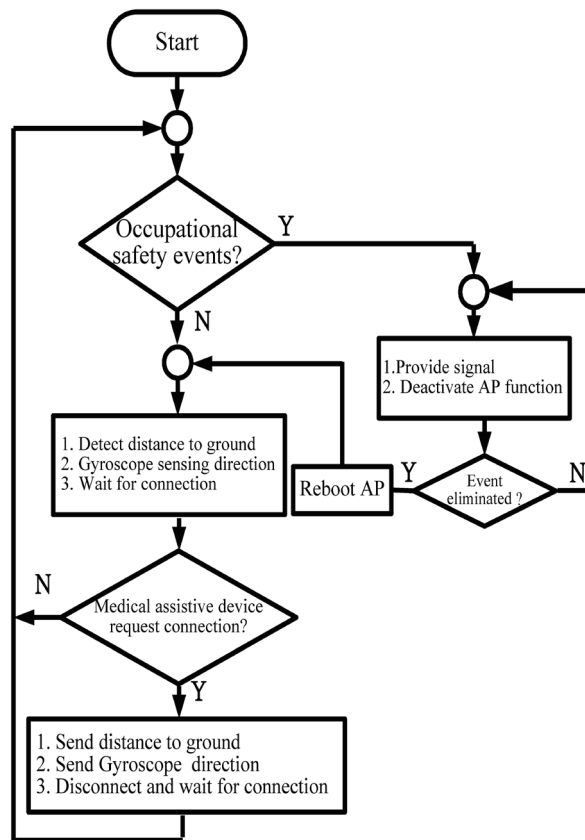 Start
Occupational
safety events?
Y
N
1.Provide signal
2. Deactivate AP function
1. Detect distance to ground
2. Gyroscope sensing direction
3. Wait for connection
Reboot AP
Y
Event
eliminated ?
N
N
Medical assistive device
request connection?
Y
1. Send distance to ground
2. Send Gyroscope direction
3. Disconnect and wait for connection